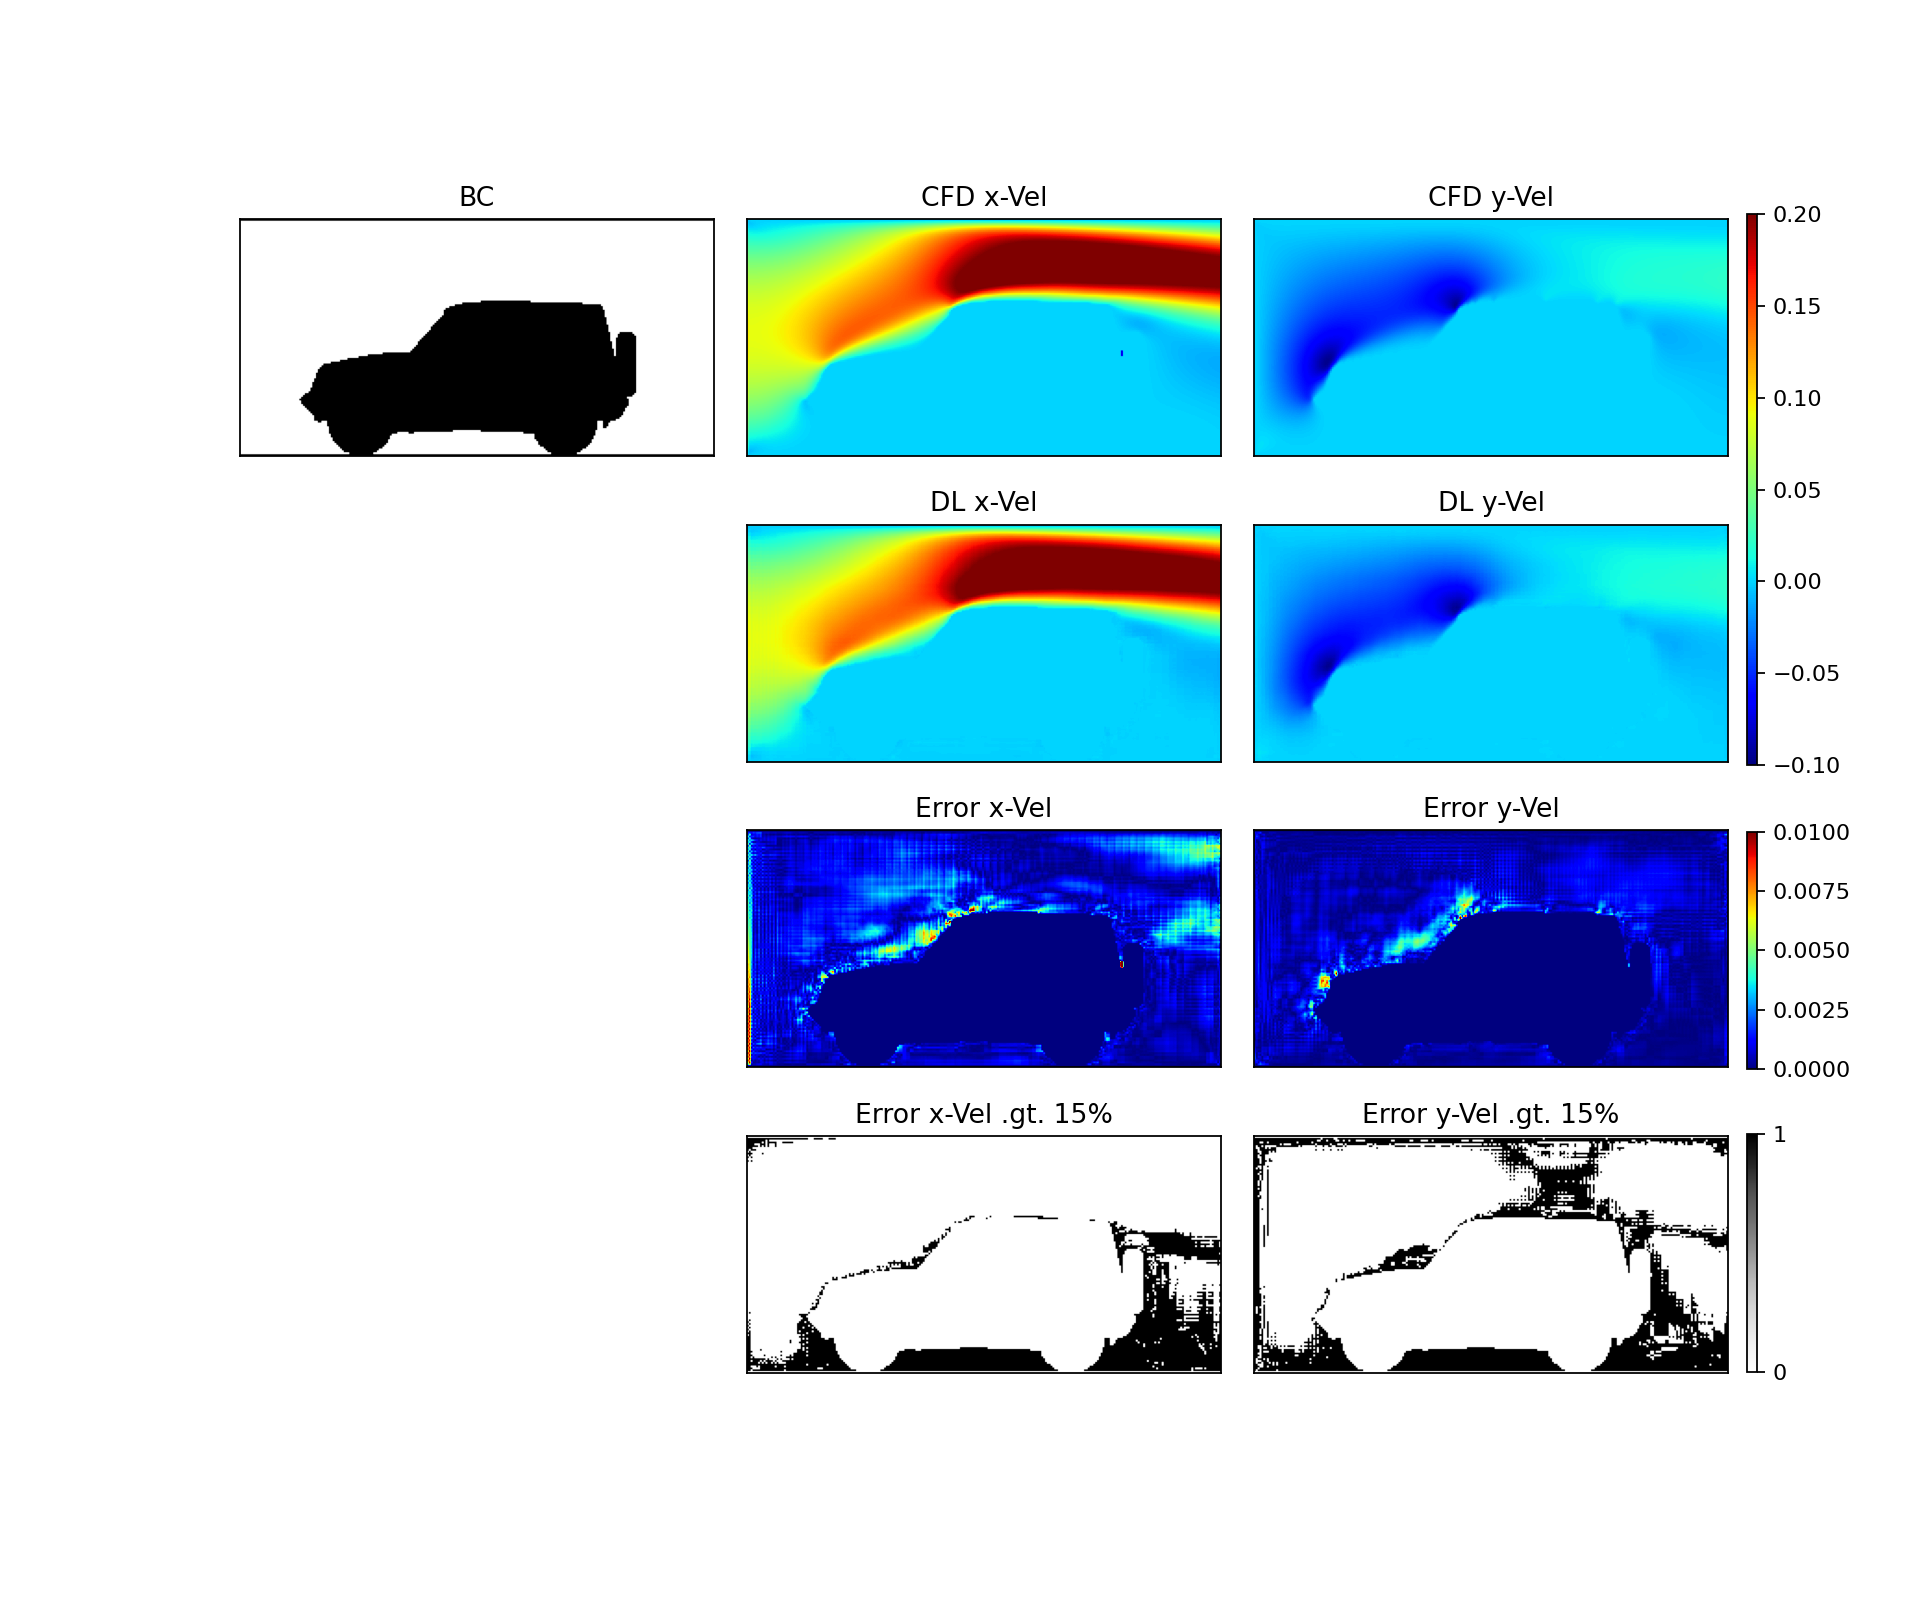 BC
CFD x-Vel
CFD y-Vel
0.20
0.15
0.10
0.05
0.00
−0.05
−0.10
DL x-Vel
DL y-Vel
Error x-Vel
Error y-Vel
0.0100
0.0075
0.0050
0.0025
0.0000
Error x-Vel .gt. 15%
Error y-Vel .gt. 15%
1
0